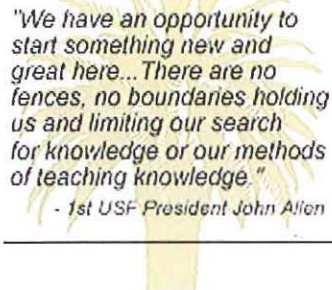 "We have an opportunity to
start something new and
great here... There are no
fences, no boundaries holding
us and limiting our search
for knowledge or our methods
of teaching knowledge."
- 1st USF President John Allen